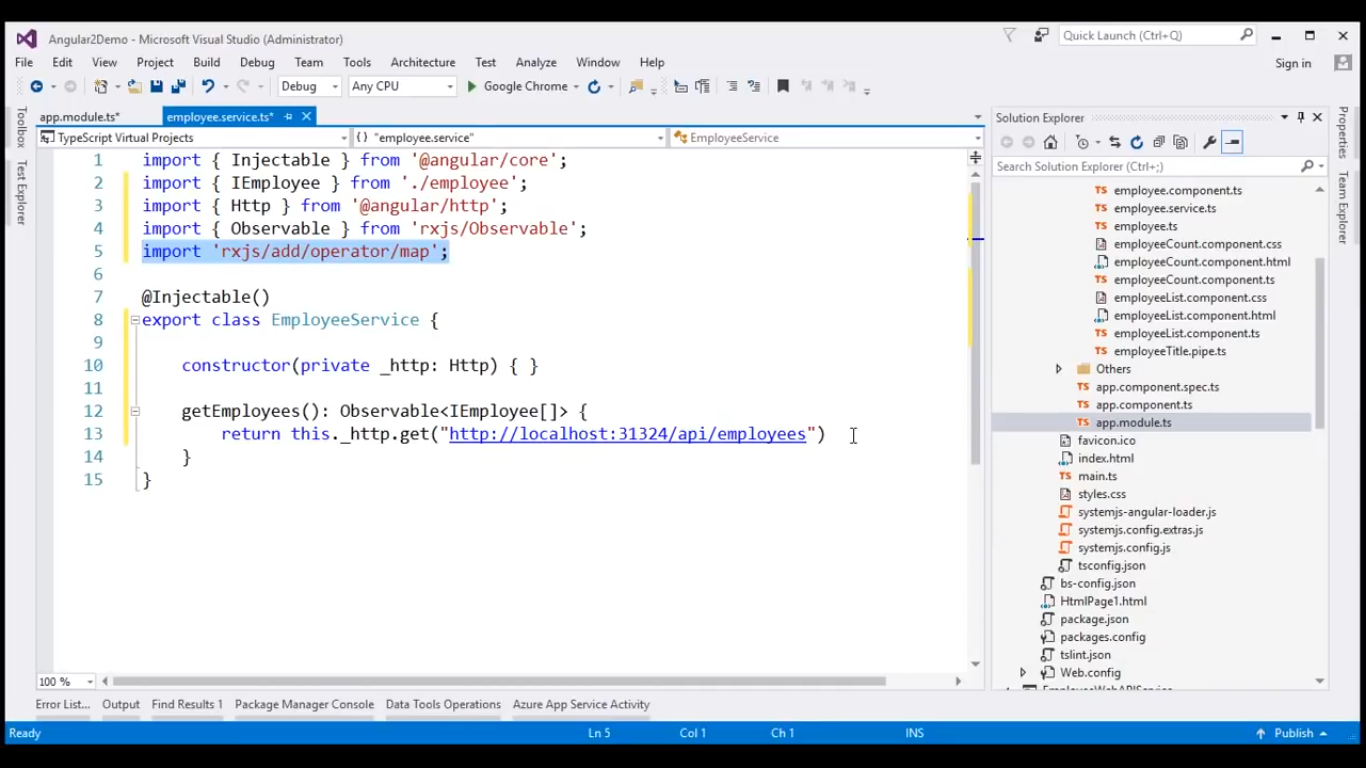 Angular2Demo - Microsoft Visual Studio (Administrator)
Quick Launch (Ctrl+Q)
File Edit View Project Build Debug Team Tools Architecture Test Analyze Window Help
Sign in
Debug Any CPU Google Chrome
Toolbox
Test Explorer
app.module.ts* employee.service.ts*
TypeScript Virtual Projects {} "employee.service" EmployeeService
1 import { Injectable } from '@angular/core';
2 import { IEmployee } from './employee';
3 import { Http } from '@angular/http';
4 import { Observable } from 'rxjs/Observable';
5 import 'rxjs/add/operator/map';
6
7 @Injectable()
8 export class EmployeeService {
9
10 constructor(private _http: Http) { }
11
12 getEmployees(): Observable<IEmployee[]> {
13 return this._http.get("http://localhost:31324/api/employees")
14 }
15 }
100 %
Solution Explorer
Search Solution Explorer (Ctrl+;)
TS employee.component.ts
TS employee.service.ts
TS employee.ts
employeeCount.component.css
employeeCount.component.html
TS employeeCount.component.ts
employeeList.component.css
employeeList.component.html
TS employeeList.component.ts
TS employeeTitle.pipe.ts
Others
TS app.component.spec.ts
TS app.component.ts
TS app.module.ts
favicon.ico
index.html
TS main.ts
styles.css
systemjs-angular-loader.js
systemjs.config.extras.js
systemjs.config.js
tsconfig.json
bs-config.json
HtmlPage1.html
package.json
packages.config
tslint.json
Web.config
EmployeeWebAPIService
Properties
Team Explorer
Error List... Output Find Results 1 Package Manager Console Data Tools Operations Azure App Service Activity
Ready Ln 5 Col 1 Ch 1 INS Publish